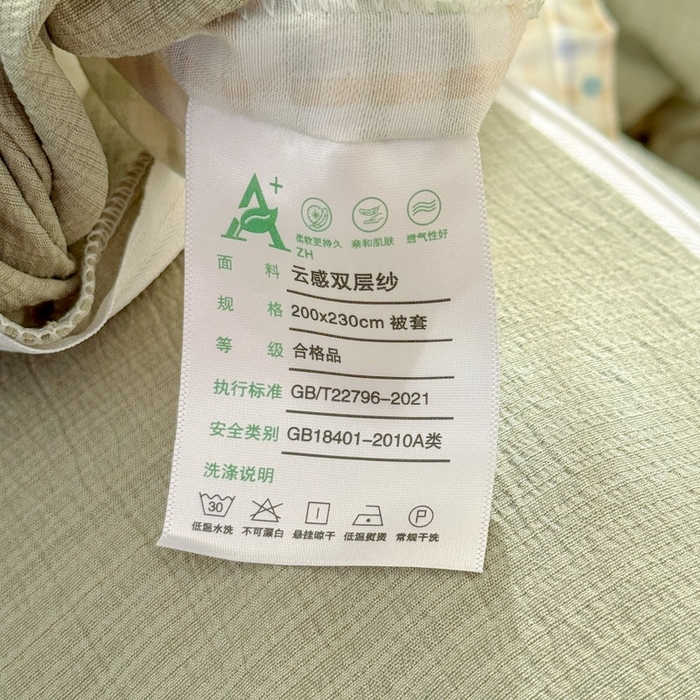 A+
柔软更持久 亲和肌肤 透气性好
ZH
面 料 云感双层纱
规 格 200x230cm 被套
等 级 合格品
执行标准 GB/T22796-2021
安全类别 GB18401-2010A类
洗涤说明
30 P
低温水洗 不可漂白 悬挂晾干 低温熨烫 常规干洗